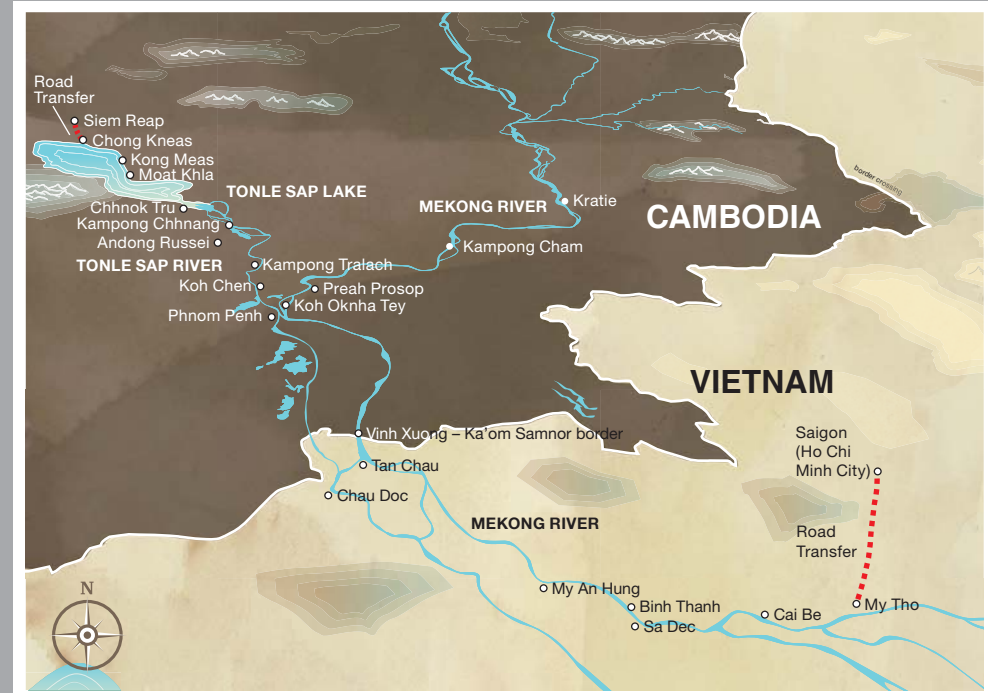 Road
Transfer
Siem Reap
Chong Kneas
Kong Meas
Moat Khla
TONLE SAP LAKE
Chhnok Tru
Kampong Chhnang
Andong Russei
TONLE SAP RIVER
Kampong Tralach
Koh Chen
Preah Prosop
Koh Oknha Tey
Phnom Penh
MEKONG RIVER
Kratie
Kampong Cham
CAMBODIA
border crossing
VIETNAM
Vinh Xuong – Ka'om Samnor border
Tan Chau
Chau Doc
MEKONG RIVER
Saigon
(Ho Chi
Minh City)
Road
Transfer
My An Hung
Binh Thanh
Sa Dec
Cai Be
My Tho
N